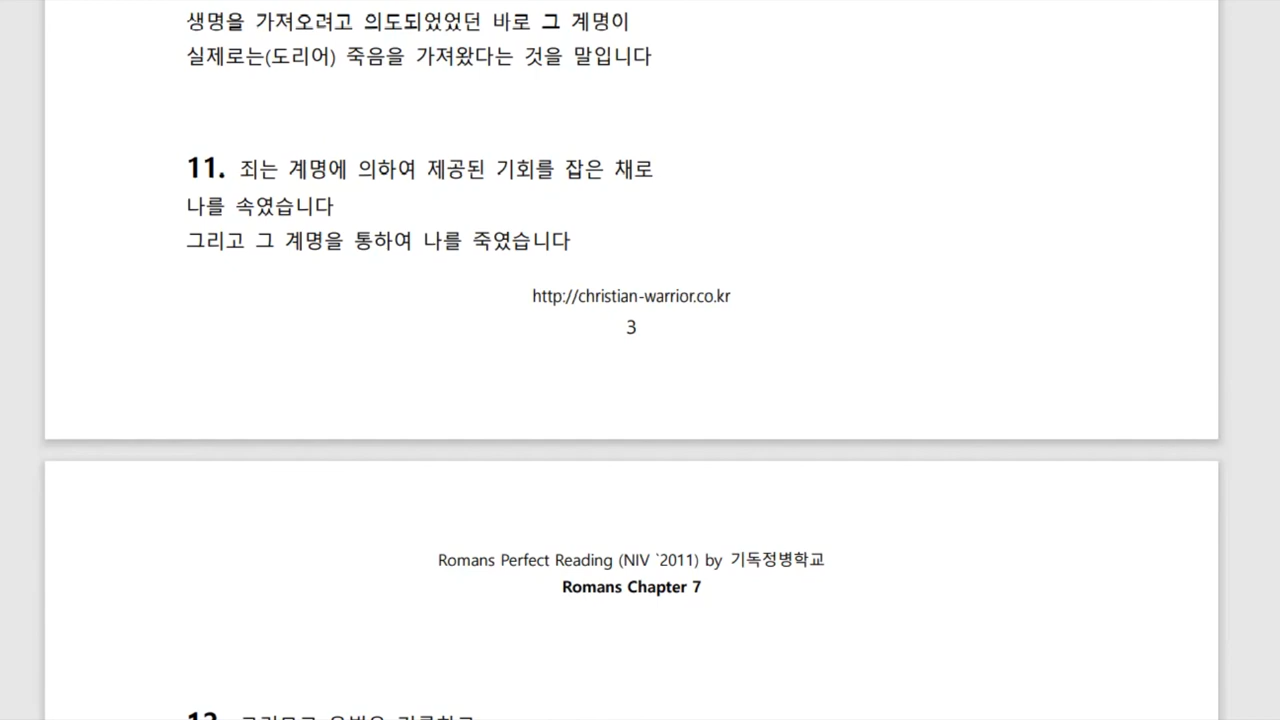 생명을 가져오려고 의도되었었던 바로 그 계명이
실제로는(도리어) 죽음을 가져왔다는 것을 말입니다
11. 죄는 계명에 의하여 제공된 기회를 잡은 채로
나를 속였습니다
그리고 그 계명을 통하여 나를 죽였습니다
http://christian-warrior.co.kr
3
Romans Perfect Reading (NIV `2011) by 기독정병학교
Romans Chapter 7